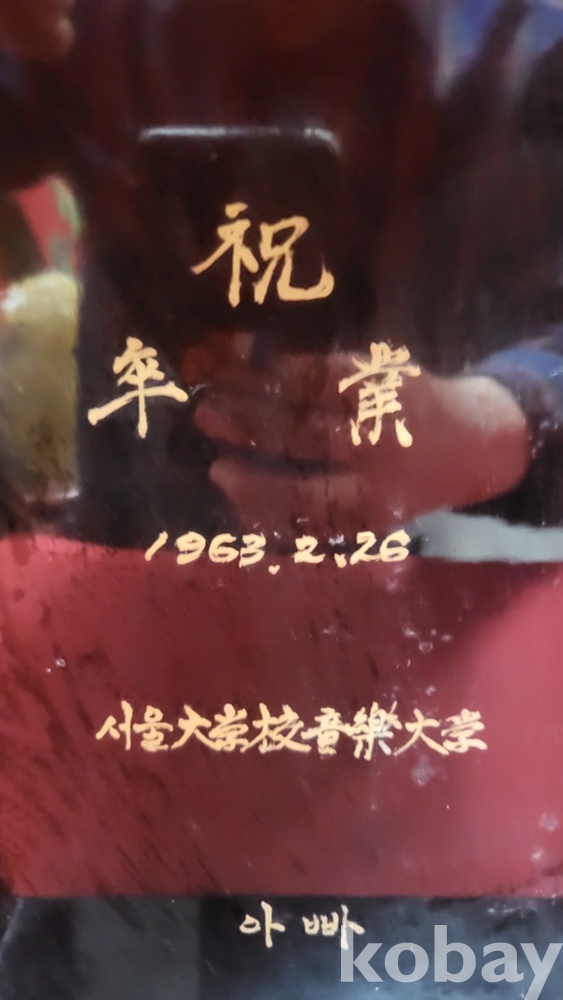 祝
卒 業
1963.2.26
서울大学校音樂大学
아빠
kobay